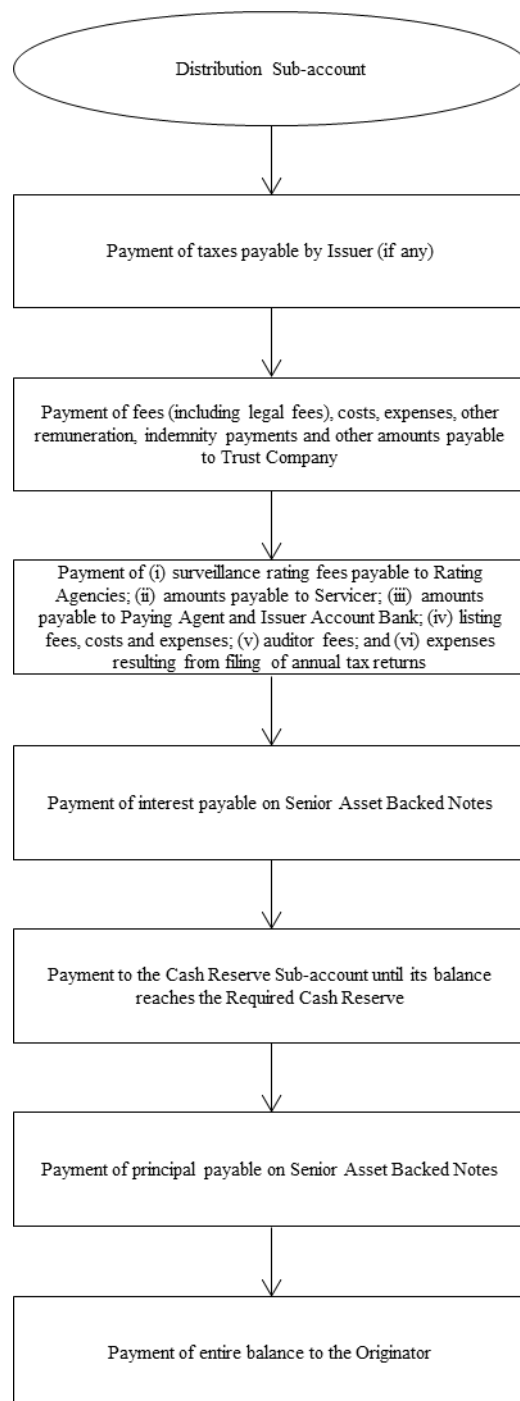 Distribution Sub-account
Payment of taxes payable by Issuer (if any)
Payment of fees (including legal fees), costs, expenses, other
remuneration, indemnity payments and other amounts payable
to Trust Company
Payment of (i) surveillance rating fees payable to Rating
Agencies; (ii) amounts payable to Servicer; (iii) amounts
payable to Paying Agent and Issuer Account Bank; (iv) listing
fees, costs and expenses; (v) auditor fees; and (vi) expenses
resulting from filing of annual tax returns
Payment of interest payable on Senior Asset Backed Notes
Payment to the Cash Reserve Sub-account until its balance
reaches the Required Cash Reserve
Payment of principal payable on Senior Asset Backed Notes
Payment of entire balance to the Originator